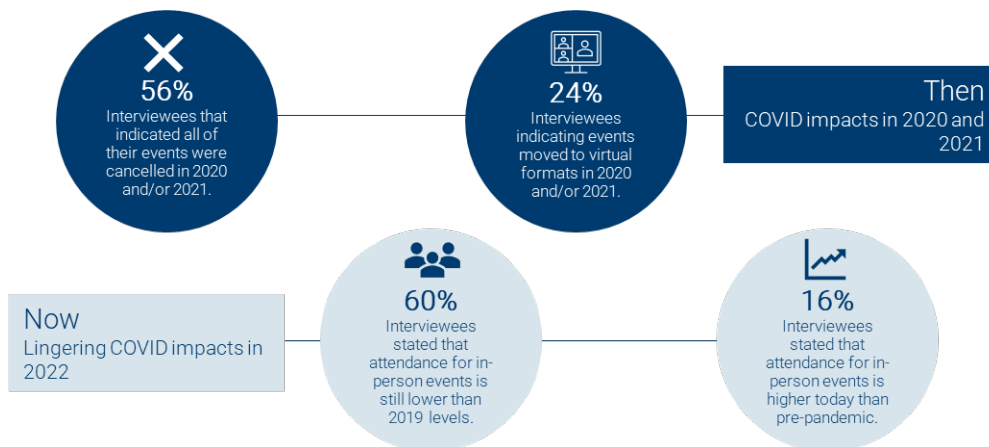 56%
Interviewees that
indicated all of
their events were
cancelled in 2020
and/or 2021.
24%
Interviewees
indicating events
moved to virtual
formats in 2020
and/or 2021.
Then
COVID impacts in 2020 and
2021
Now
Lingering COVID impacts in
2022
60%
Interviewees
stated that
attendance for in-
person events is
still lower than
2019 levels.
16%
Interviewees
stated that
attendance for in-
person events is
higher today than
pre-pandemic.